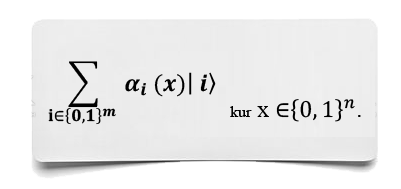 ∑ i∈{0,1}ᵐ αᵢ (x)| i⟩ kur X ∈{0, 1}ⁿ.